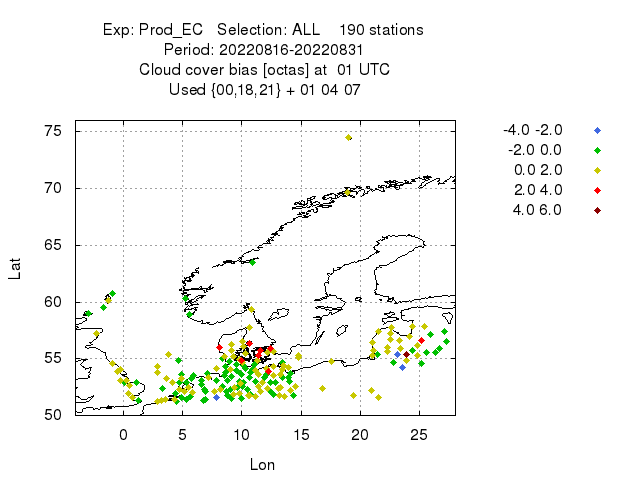 Exp: Prod_EC Selection: ALL 190 stations
Period: 20220816-20220831
Cloud cover bias [octas] at 01 UTC
Used {00,18,21} + 01 04 07
-4.0 -2.0
-2.0 0.0
0.0 2.0
2.0 4.0
4.0 6.0
75
70
65
60
55
50
Lat
0 5 10 15 20 25
Lon